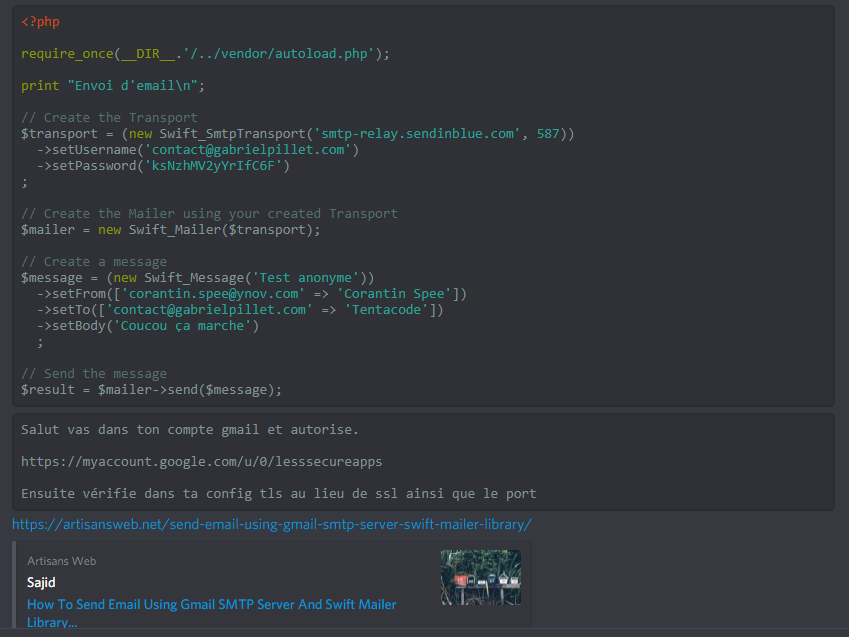 <?php
require_once(__DIR__.'/../vendor/autoload.php');
print "Envoi d'email\n";
// Create the Transport
$transport = (new Swift_SmtpTransport('smtp-relay.sendinblue.com', 587))
->setUsername('contact@gabrielpillet.com')
->setPassword('ksNzhMV2yYrIfC6F')
;
// Create the Mailer using your created Transport
$mailer = new Swift_Mailer($transport);
// Create a message
$message = (new Swift_Message('Test anonyme'))
->setFrom(['corantin.spee@ynov.com' => 'Corantin Spee'])
->setTo(['contact@gabrielpillet.com' => 'Tentacode'])
->setBody('Coucou ça marche')
;
// Send the message
$result = $mailer->send($message);
Salut vas dans ton compte gmail et autorise.
https://myaccount.google.com/u/0/lesssecureapps
Ensuite vérifie dans ta config tls au lieu de ssl ainsi que le port
https://artisansweb.net/send-email-using-gmail-smtp-server-swift-mailer-library/
Artisans Web
Sajid
How To Send Email Using Gmail SMTP Server And Swift Mailer
Library...